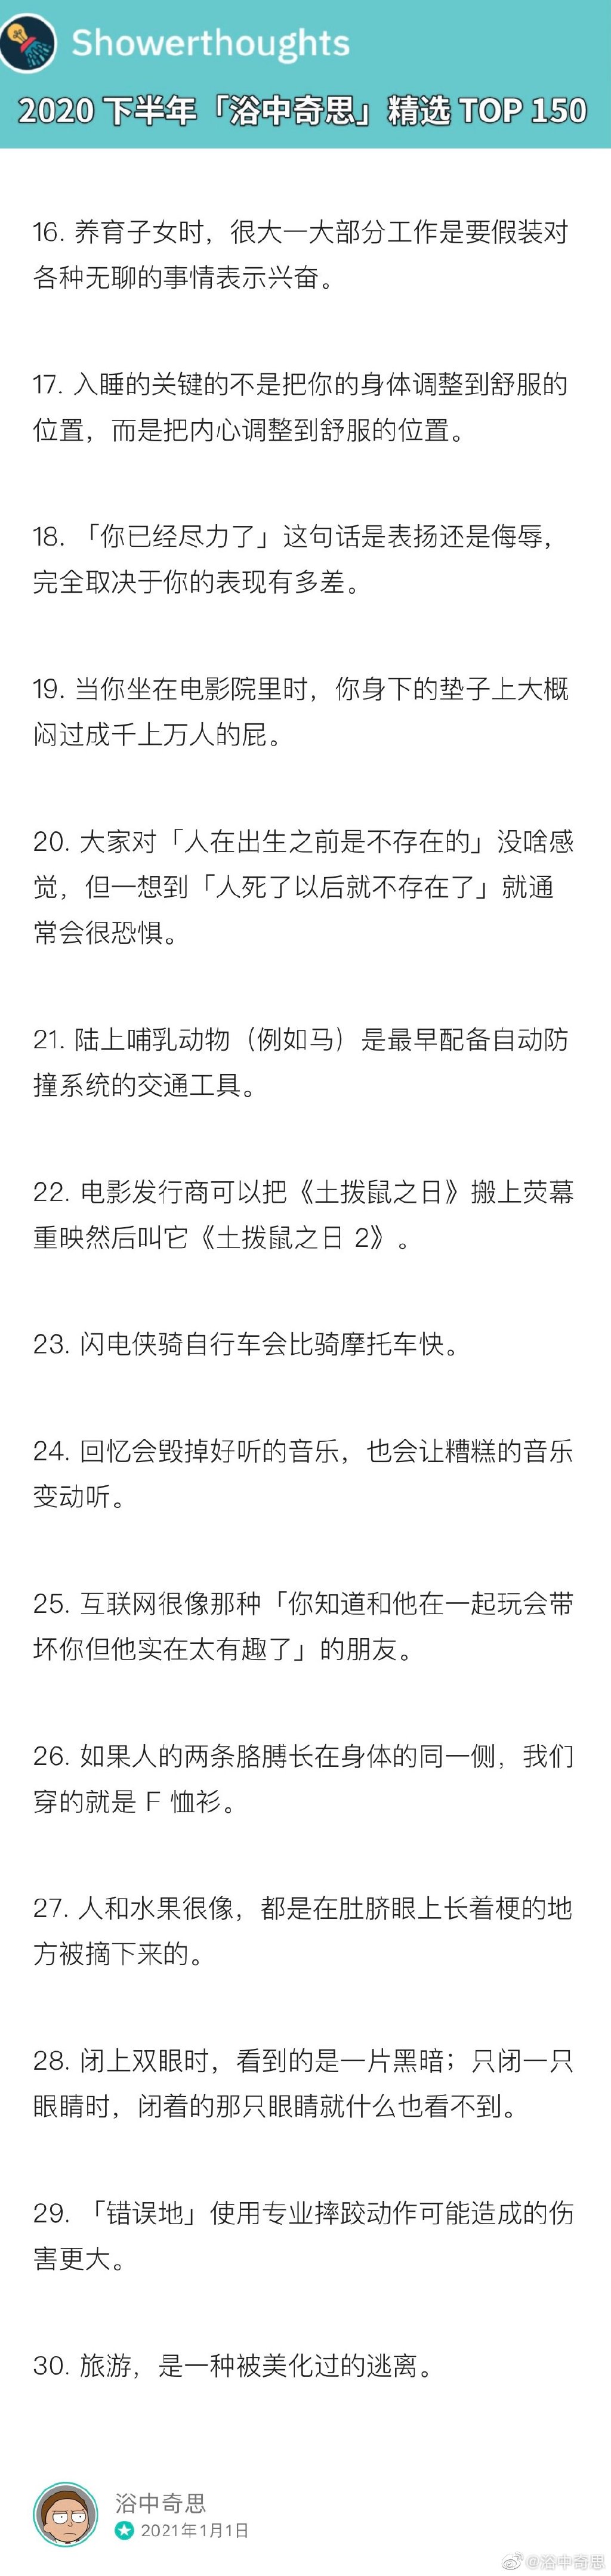 Showerthoughts
2020 下半年「浴中奇思」精选 TOP 150
16. 养育子女时，很大一大部分工作是要假装对
各种无聊的事情表示兴奋。
17. 入睡的关键的不是把你的身体调整到舒服的
位置，而是把内心调整到舒服的位置。
18. 「你已经尽力了」这句话是表扬还是侮辱，
完全取决于你的表现有多差。
19. 当你坐在电影院里时，你身下的垫子上大概
闷过成千上万人的屁。
20. 大家对「人在出生之前是不存在的」没啥感
觉，但一想到「人死了以后就不存在了」就通
常会很恐惧。
21. 陆上哺乳动物（例如马）是最早配备自动防
撞系统的交通工具。
22. 电影发行商可以把《土拨鼠之日》搬上荧幕
重映然后叫它《土拨鼠之日 2》。
23. 闪电侠骑自行车会比骑摩托车快。
24. 回忆会毁掉好听的音乐，也会让糟糕的音乐
变动听。
25. 互联网很像那种「你知道和他在一起玩会带
坏你但他实在太有趣了」的朋友。
26. 如果人的两条胳膊长在身体的同一侧，我们
穿的就是 F 恤衫。
27. 人和水果很像，都是在肚脐眼上长着梗的地
方被摘下来的。
28. 闭上双眼时，看到的是一片黑暗；只闭一只
眼睛时，闭着的那只眼睛就什么也看不到。
29. 「错误地」使用专业摔跤动作可能造成的伤
害更大。
30. 旅游，是一种被美化过的逃离。
浴中奇思
2021年1月1日
@浴中奇思